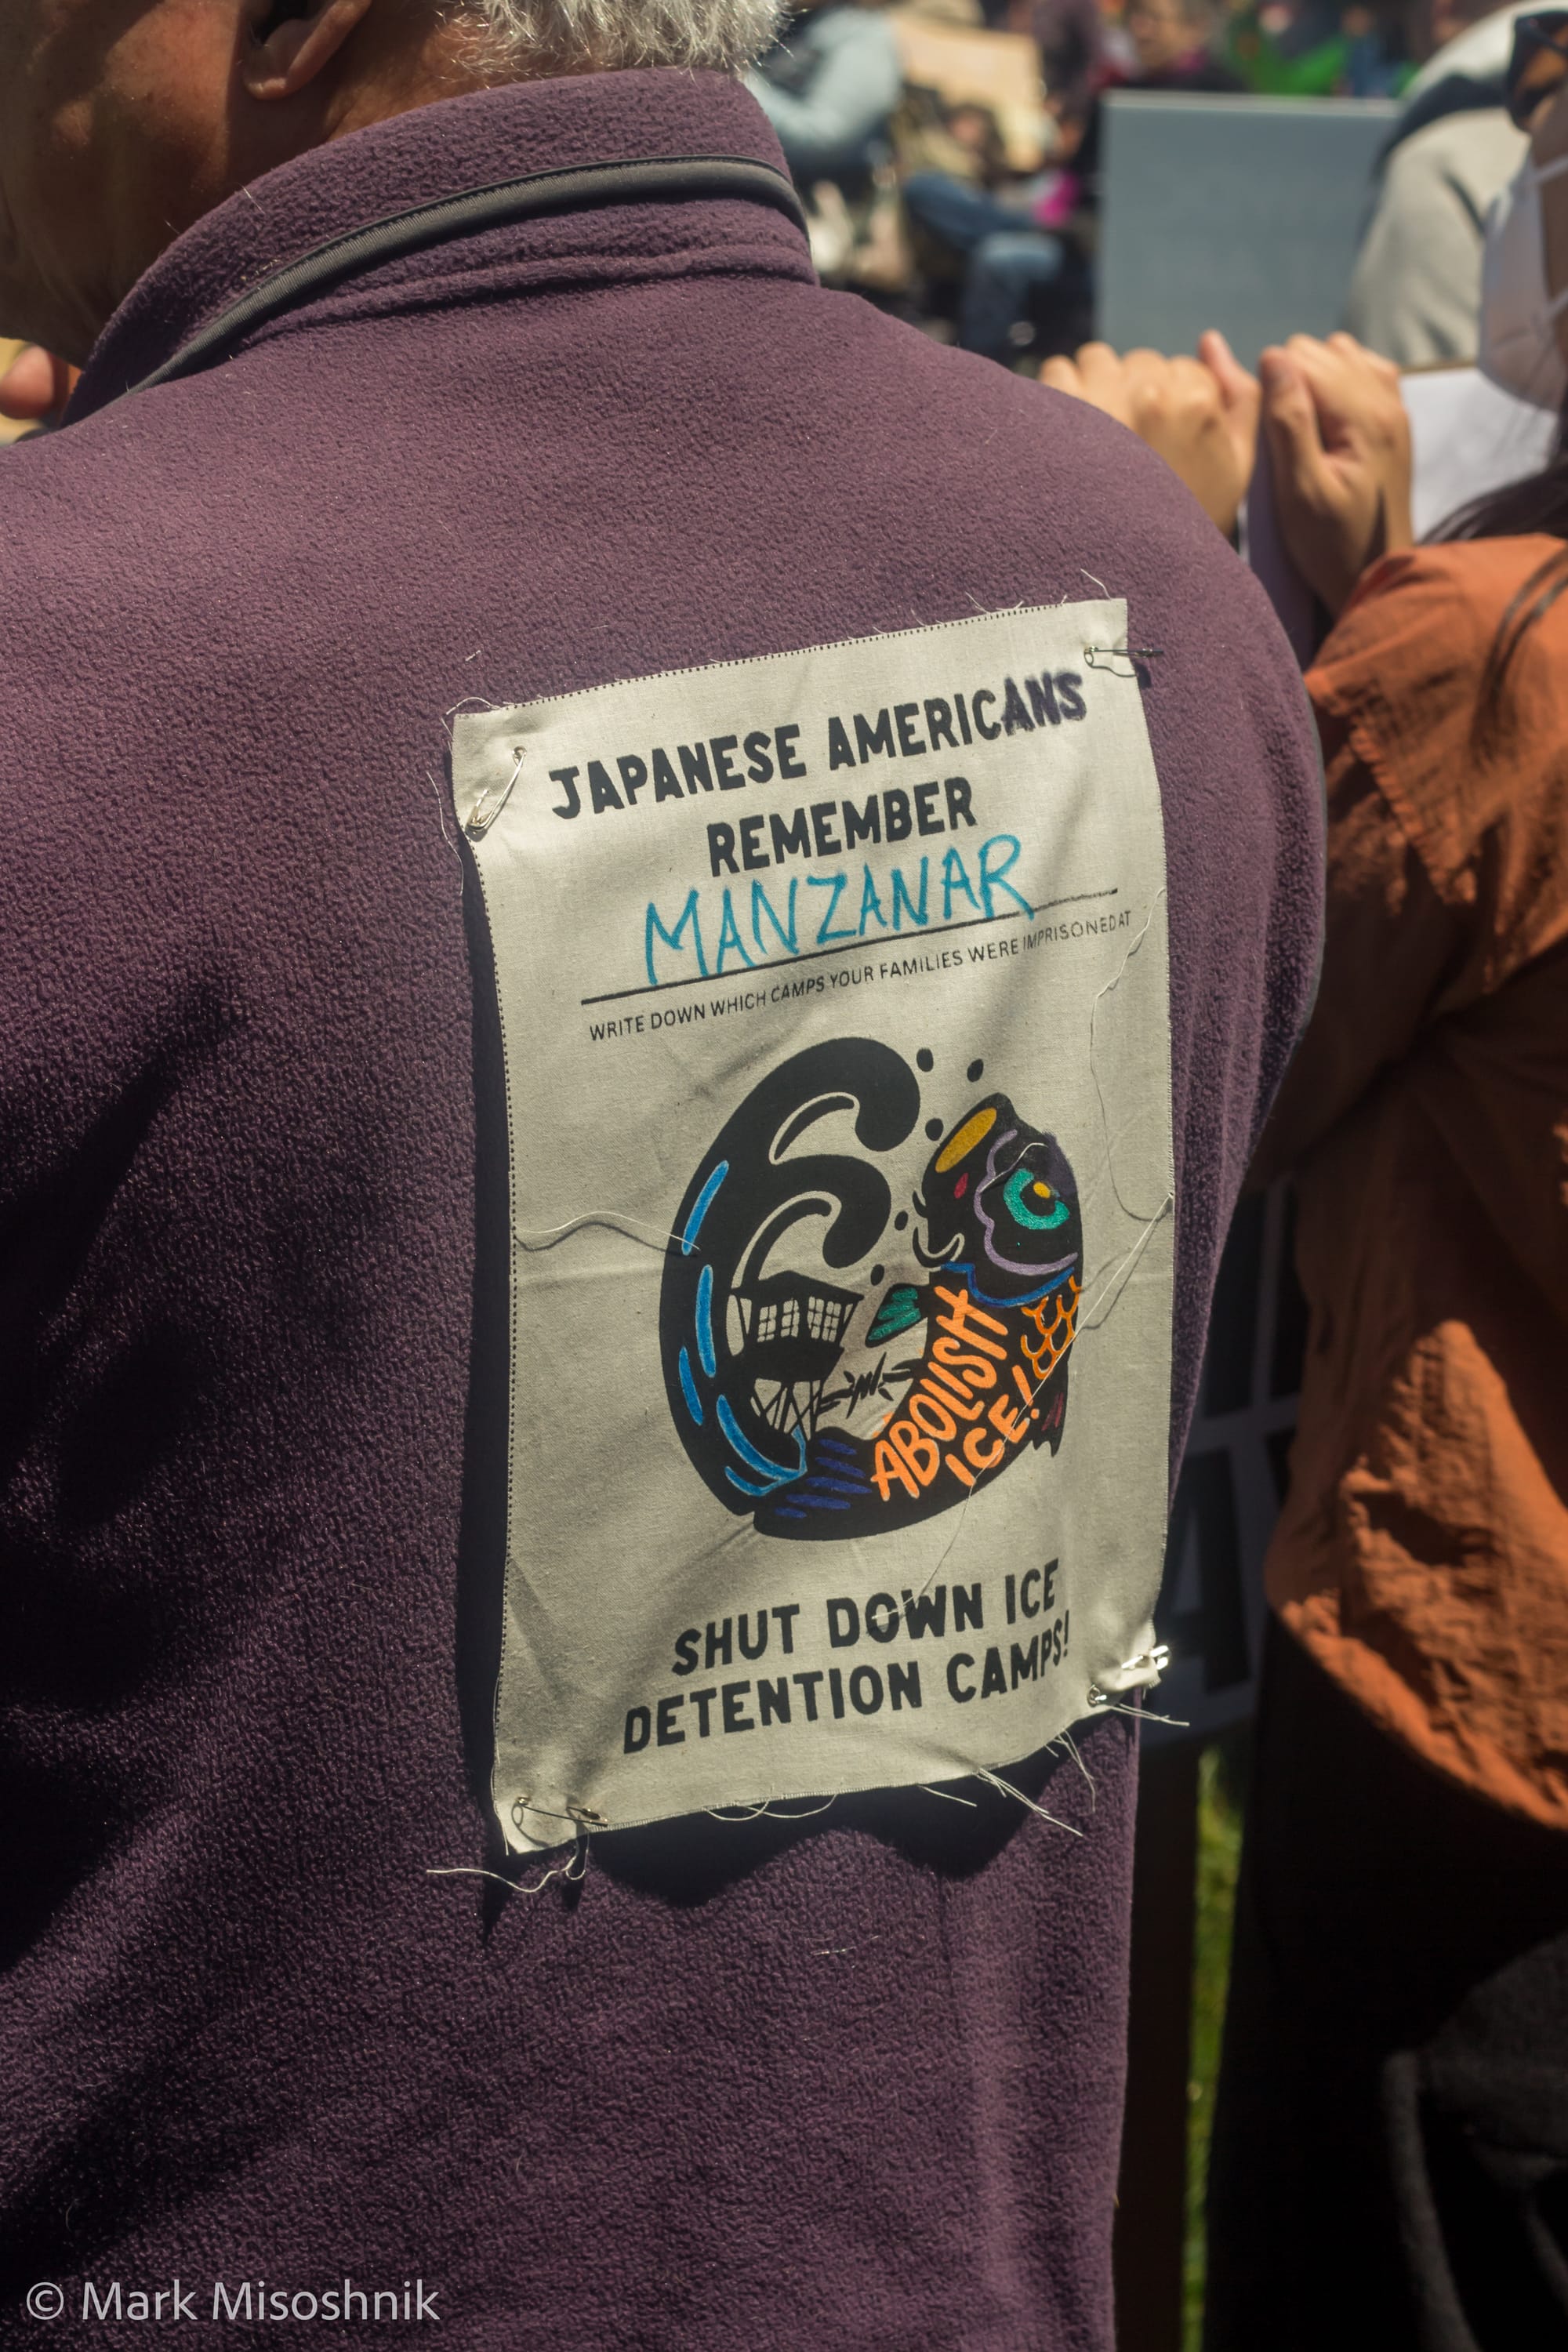 JAPANESE AMERICANS
REMEMBER
MANZANAR
WRITE DOWN WHICH CAMPS YOUR FAMILIES WERE IMPRISONED AT
ABOLISH
ICE!
SHUT DOWN ICE
DETENTION CAMPS!
© Mark Misoshnik